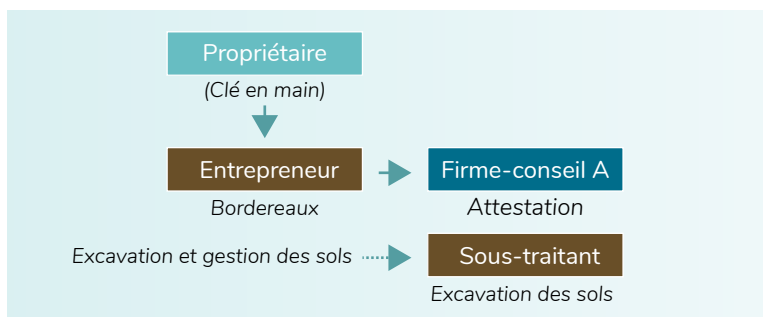 Propriétaire
(Clé en main)
Entrepreneur
Firme-conseil A
Bordereaux
Attestation
Excavation et gestion des sols
Sous-traitant
Excavation des sols